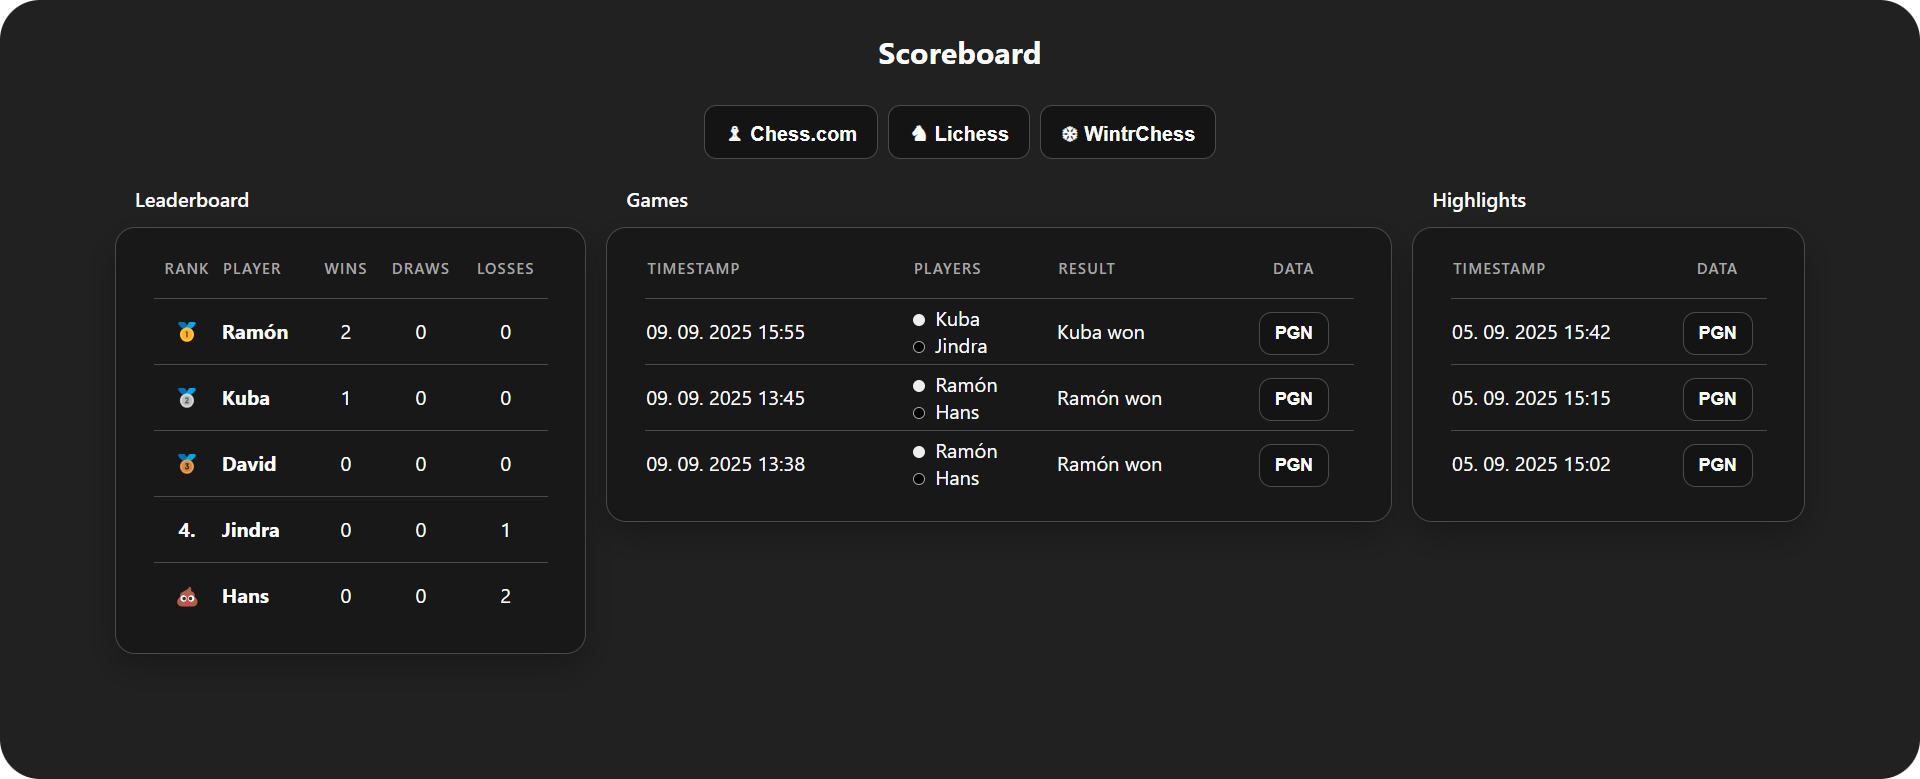 Scoreboard
Chess.com Lichess WintrChess
Leaderboard
RANK PLAYER WINS DRAWS LOSSES
1 Ramón 2 0 0
2 Kuba 1 0 0
3 David 0 0 0
4. Jindra 0 0 1
Hans 0 0 2
Games
TIMESTAMP PLAYERS RESULT DATA
09. 09. 2025 15:55 Kuba Kuba won PGN
Jindra
09. 09. 2025 13:45 Ramón Ramón won PGN
Hans
09. 09. 2025 13:38 Ramón Ramón won PGN
Hans
Highlights
TIMESTAMP DATA
05. 09. 2025 15:42 PGN
05. 09. 2025 15:15 PGN
05. 09. 2025 15:02 PGN